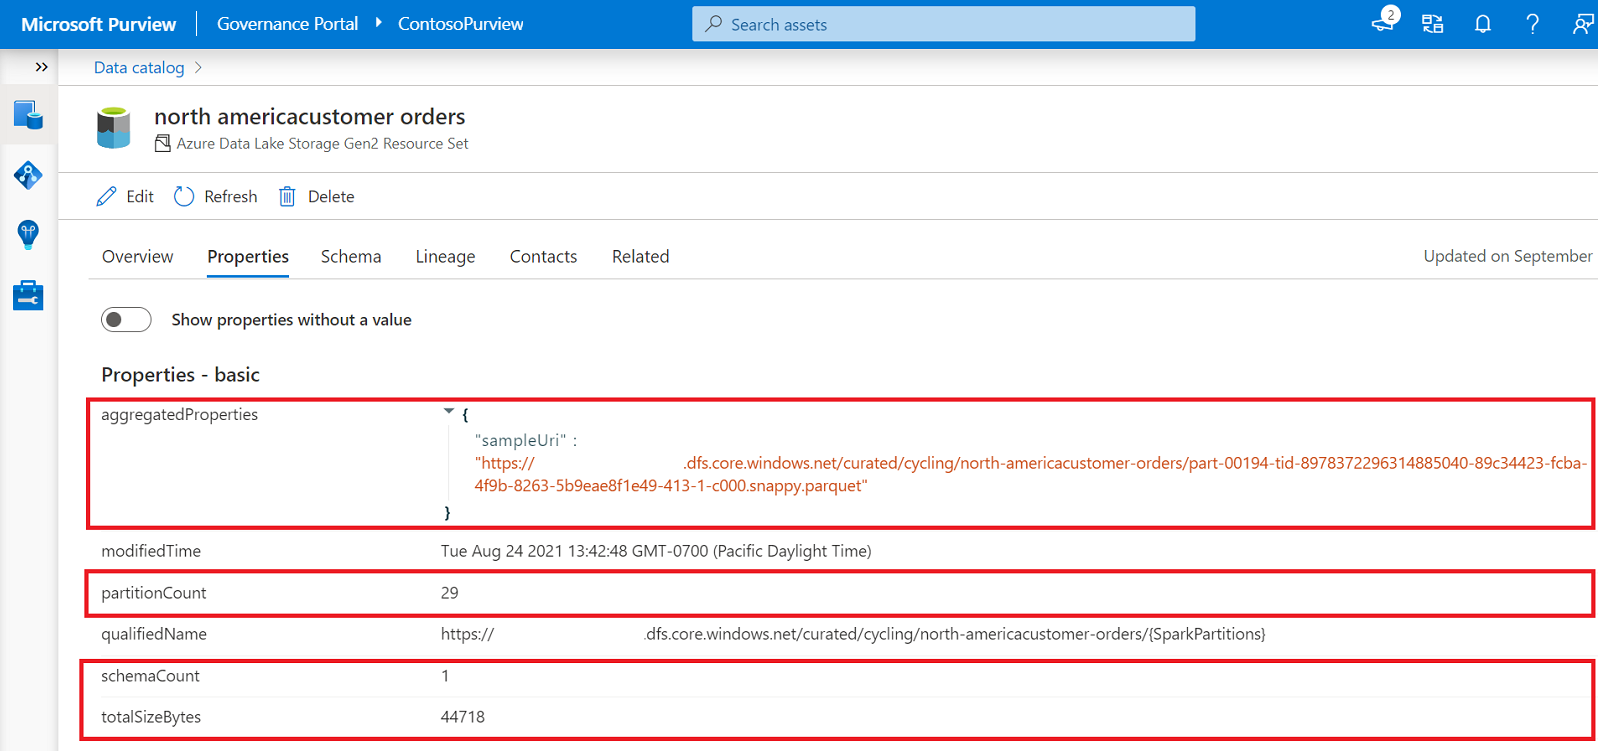 Microsoft Purview
Governance Portal
ContosoPurview
Search assets
2
Data catalog
north americacustomer orders
Azure Data Lake Storage Gen2 Resource Set
Edit
Refresh
Delete
Overview
Properties
Schema
Lineage
Contacts
Related
Updated on September
Show properties without a value
Properties - basic
aggregatedProperties
{
"sampleUri" :
"https:// .dfs.core.windows.net/curated/cycling/north-americacustomer-orders/part-00194-tid-8978372296314885040-89c34423-fcba-
4f9b-8263-5b9eae8f1e49-413-1-c000.snappy.parquet"
}
modifiedTime Tue Aug 24 2021 13:42:48 GMT-0700 (Pacific Daylight Time)
partitionCount 29
qualifiedName https:// .dfs.core.windows.net/curated/cycling/north-americacustomer-orders/{SparkPartitions}
schemaCount 1
totalSizeBytes 44718